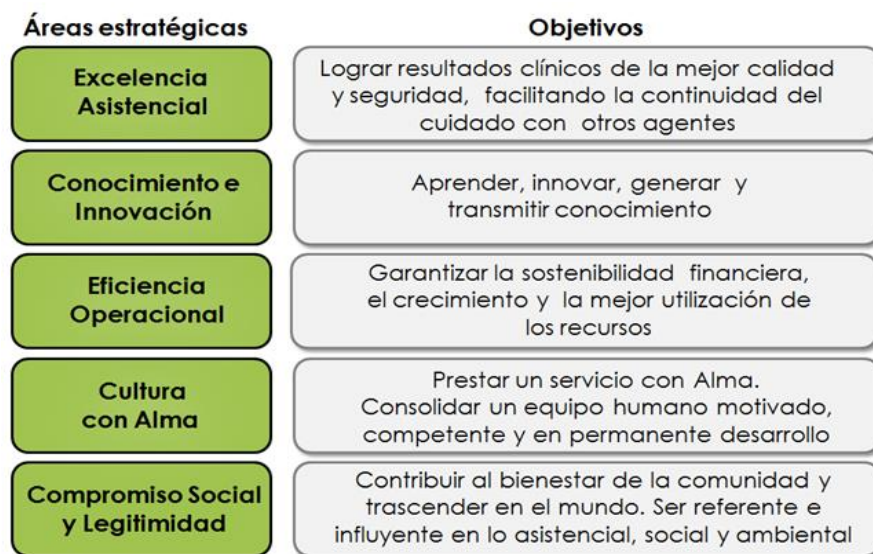 Áreas estratégicas
Objetivos
Excelencia
Asistencial
Lograr resultados clínicos de la mejor calidad
y seguridad, facilitando la continuidad del
cuidado con otros agentes
Conocimiento e
Innovación
Aprender, innovar, generar y
transmitir conocimiento
Eficiencia
Operacional
Garantizar la sostenibilidad financiera,
el crecimiento y la mejor utilización de
los recursos
Cultura
con Alma
Prestar un servicio con Alma.
Consolidar un equipo humano motivado,
competente y en permanente desarrollo
Compromiso Social
y Legitimidad
Contribuir al bienestar de la comunidad y
trascender en el mundo. Ser referente e
influyente en lo asistencial, social y ambiental